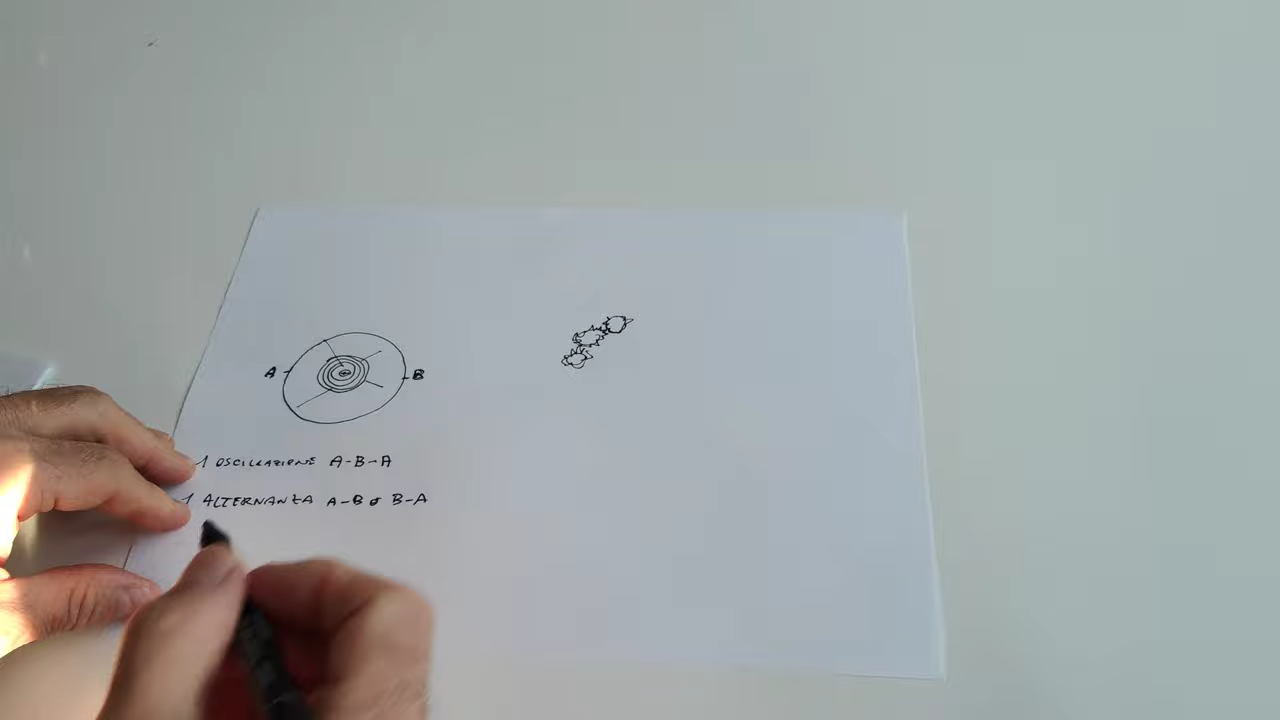 A B
1 OSCILLAZIONE A-B-A
1 ALTERNANZA A-B O B-A